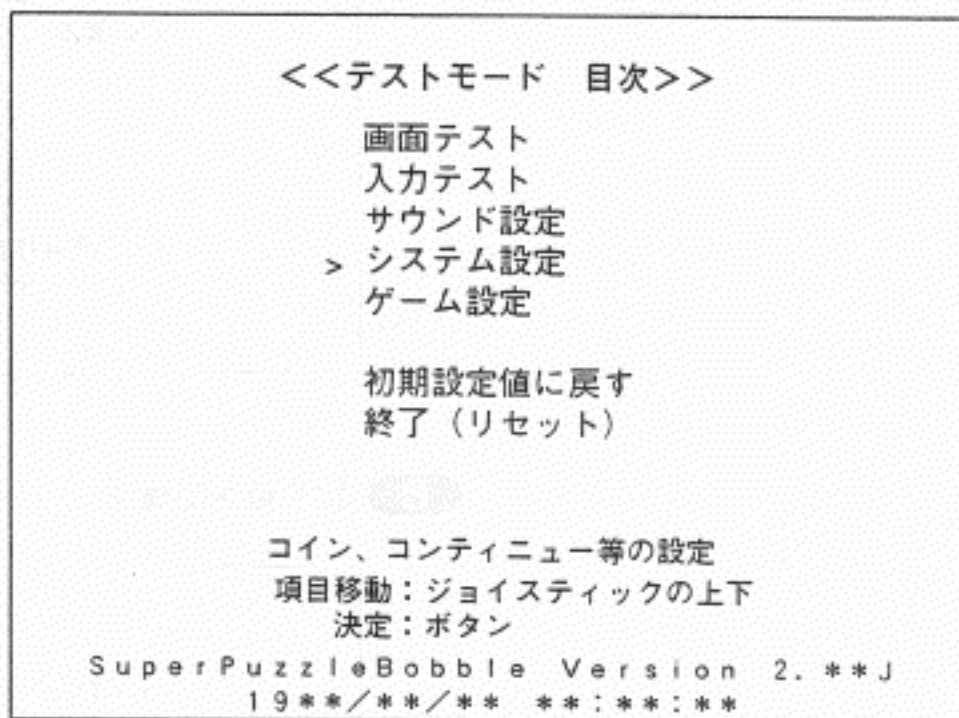 <<テストモード　目次>>
画面テスト
入力テスト
サウンド設定
> システム設定
ゲーム設定
初期設定値に戻す
終了（リセット）
コイン、コンティニュー等の設定
項目移動：ジョイスティックの上下
決定：ボタン
SuperPuzzleBobble Version 2.**J
19**/**/** **:**:**